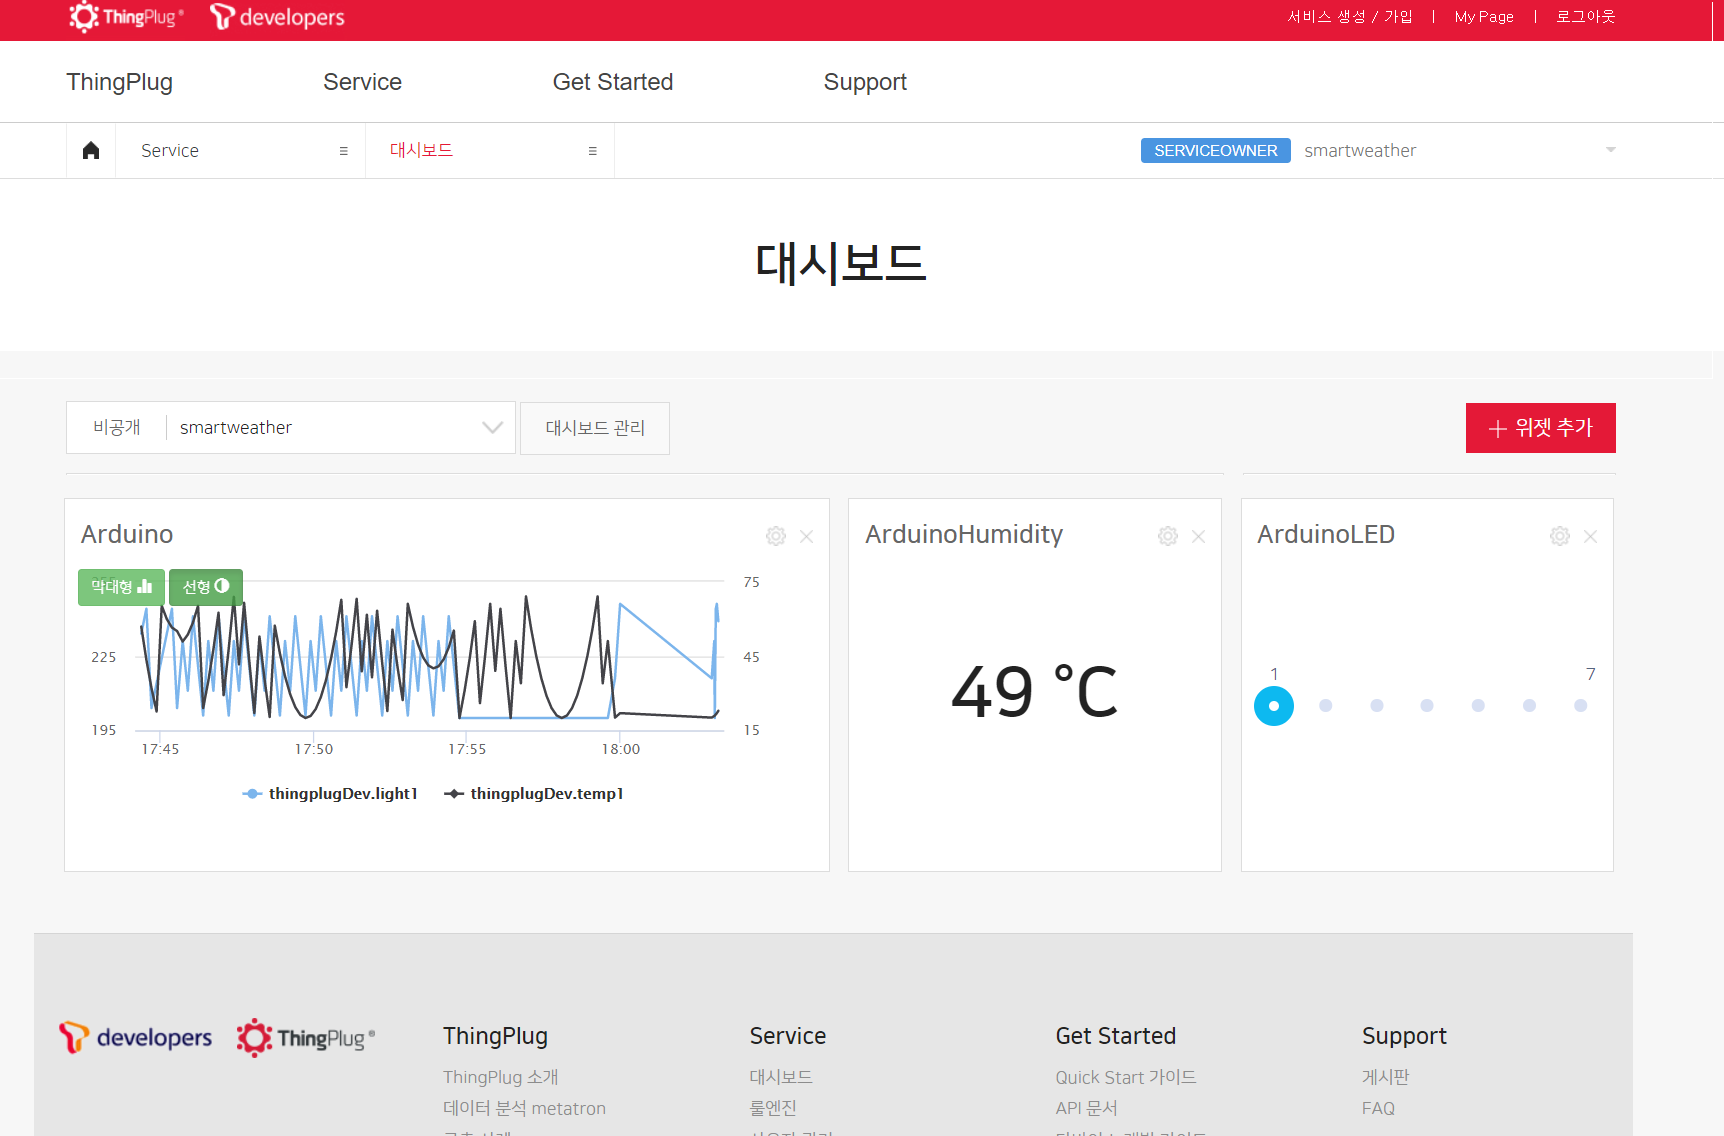 ThingPlug® developers
서비스 생성 / 가입 | My Page | 로그아웃
ThingPlug Service Get Started Support
Service 대시보드 SERVICEOWNER smartweather
대시보드
비공개 smartweather 대시보드 관리 + 위젯 추가
Arduino
막대형 선형
75
225 45
195 15
17:45 17:50 17:55 18:00
thingplugDev.light1 thingplugDev.temp1
ArduinoHumidity
49 °C
ArduinoLED
1 7
developers ThingPlug®
ThingPlug
ThingPlug 소개
데이터 분석 metatron
Service
대시보드
룰엔진
Get Started
Quick Start 가이드
API 문서
Support
게시판
FAQ